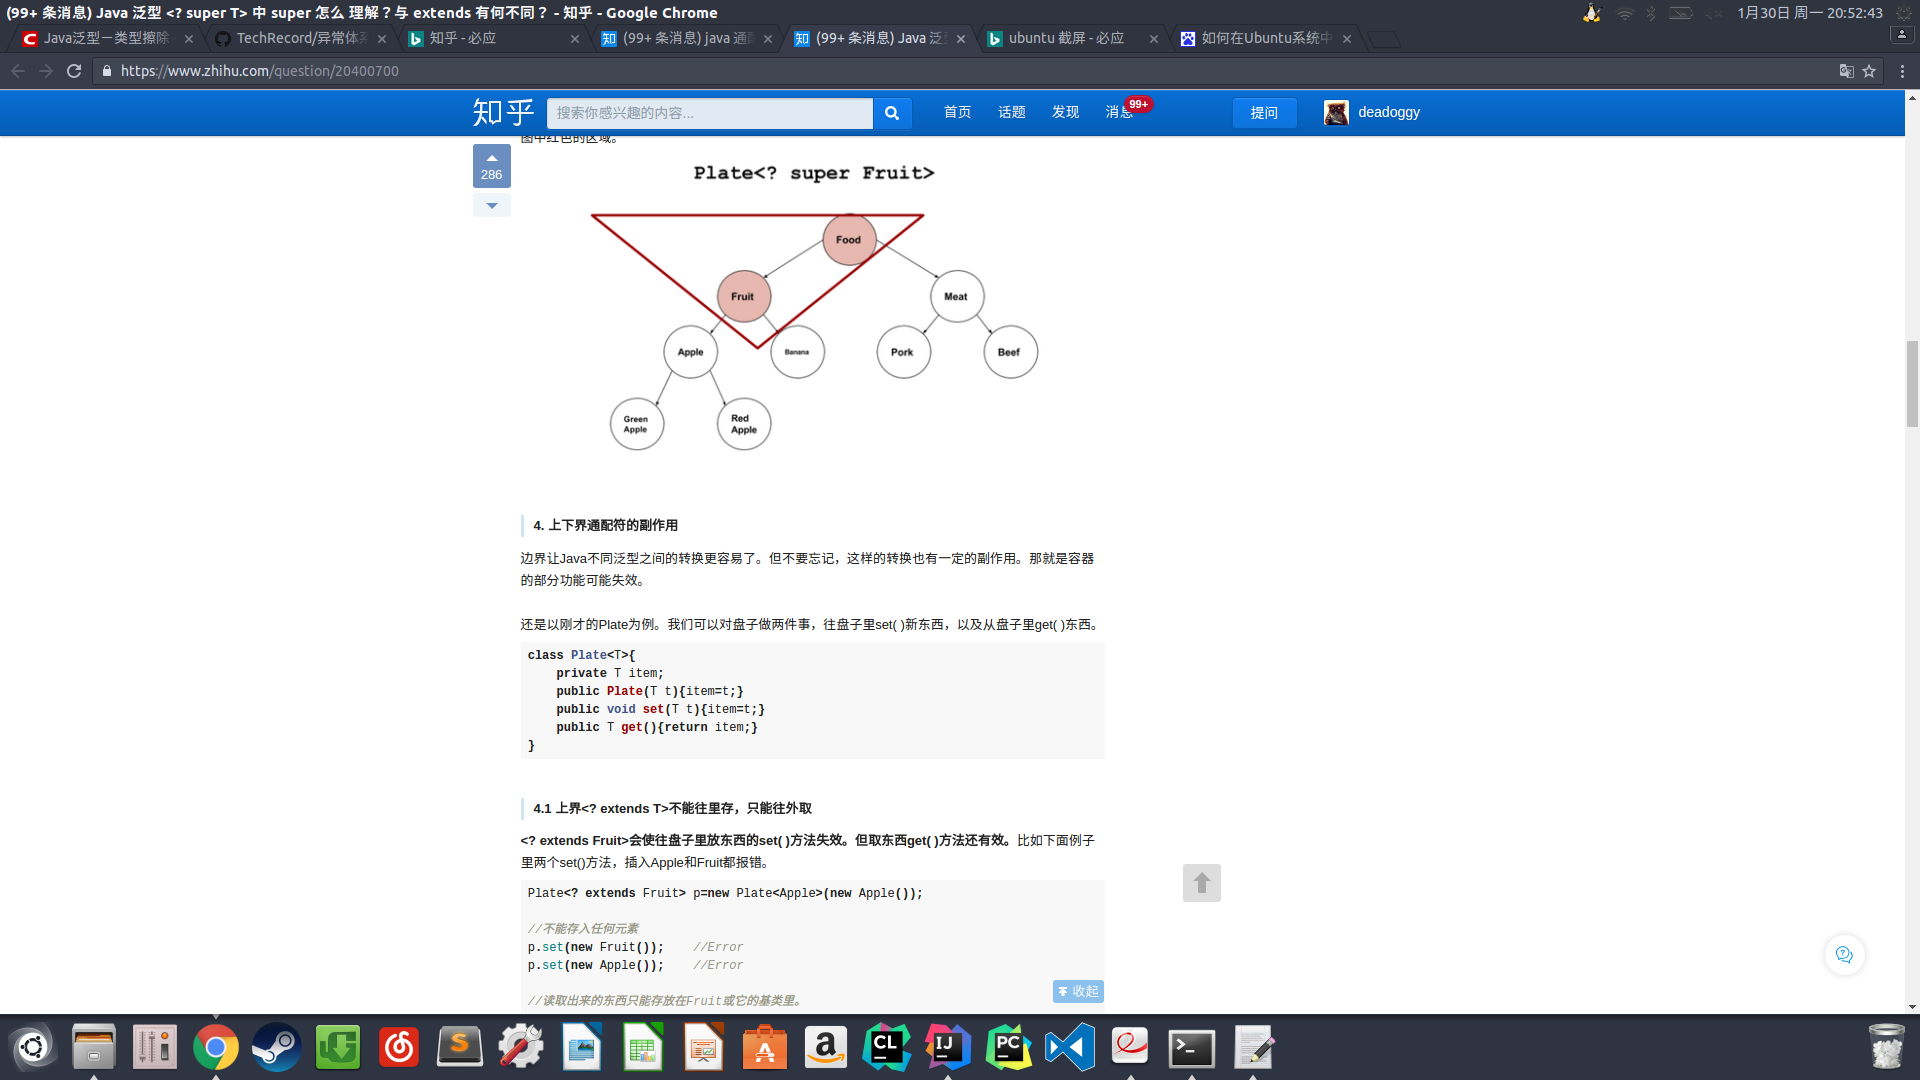 (99+ 条消息) Java 泛型 <? super T> 中 super 怎么 理解？与 extends 有何不同？ - 知乎 - Google Chrome
1月30日 周一 20:52:43
Java泛型－类型擦除
TechRecord/异常体系
知乎 - 必应
(99+ 条消息) java 通配
(99+ 条消息) Java 泛型
ubuntu 截屏 - 必应
如何在Ubuntu系统中
https://www.zhihu.com/question/20400700
知乎
搜索你感兴趣的内容...
首页
话题
发现
消息
99+
提问
deadoggy
图中红色的区域。
286
Plate<? super Fruit>
Food
Fruit
Meat
Apple
Banana
Pork
Beef
Green
Apple
Red
Apple
4. 上下界通配符的副作用
边界让Java不同泛型之间的转换更容易了。但不要忘记，这样的转换也有一定的副作用。那就是容器
的部分功能可能失效。
还是以刚才的Plate为例。我们可以对盘子做两件事，往盘子里set( )新东西，以及从盘子里get( )东西。
class Plate<T>{
    private T item;
    public Plate(T t){item=t;}
    public void set(T t){item=t;}
    public T get(){return item;}
}
4.1 上界<? extends T>不能往里存，只能往外取
<? extends Fruit>会使往盘子里放东西的set( )方法失效。但取东西get( )方法还有效。比如下面例子
里两个set()方法，插入Apple和Fruit都报错。
Plate<? extends Fruit> p=new Plate<Apple>(new Apple());
//不能存入任何元素
p.set(new Fruit());    //Error
p.set(new Apple());    //Error
收起
//读取出来的东西只能存放在Fruit或它的基类里。
CL
IJ
PC